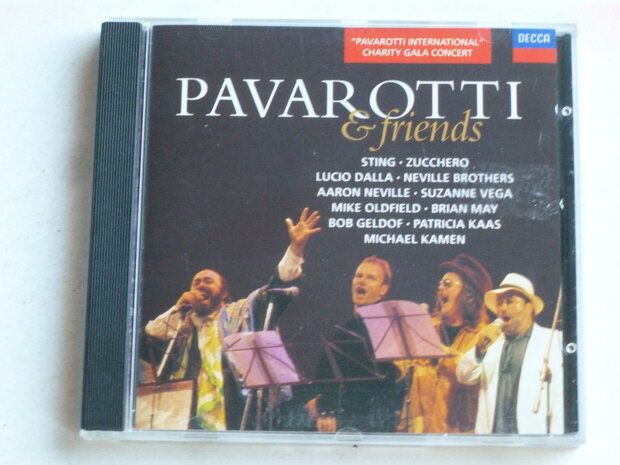 "PAVAROTTI INTERNATIONAL"
CHARITY GALA CONCERT
DECCA
PAVAROTTI
& friends
STING · ZUCCHERO
LUCIO DALLA · NEVILLE BROTHERS
AARON NEVILLE · SUZANNE VEGA
MIKE OLDFIELD · BRIAN MAY
BOB GELDOF · PATRICIA KAAS
MICHAEL KAMEN